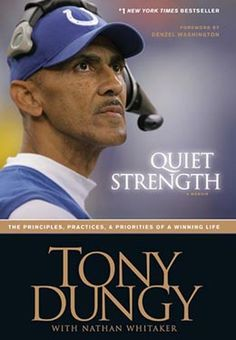 #1 NEW YORK TIMES BESTSELLER
FOREWORD BY
DENZEL WASHINGTON
QUIET
STRENGTH
A MEMOIR
THE PRINCIPLES, PRACTICES, & PRIORITIES OF A WINNING LIFE
TONY
DUNGY
WITH NATHAN WHITAKER